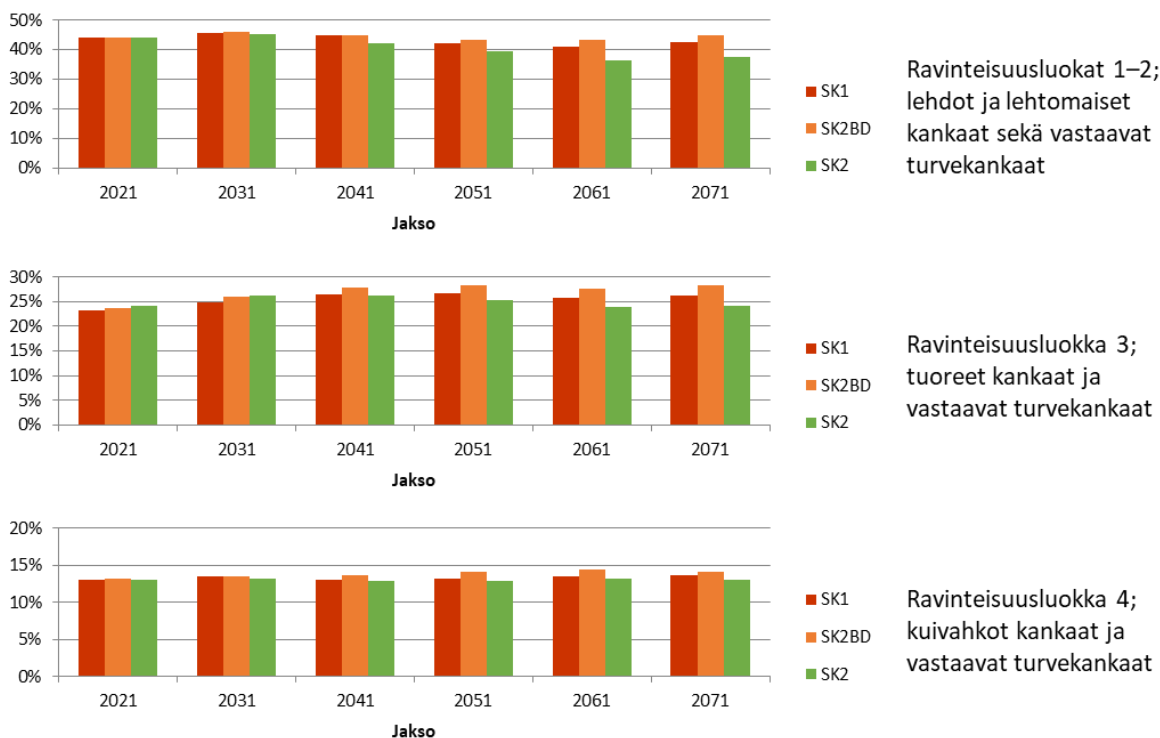 50%
40%
30%
20%
10%
0%
2021 2031 2041 2051 2061 2071
Jakso
SK1
SK2BD
SK2
Ravinteisuusluokat 1–2;
lehdot ja lehtomaiset
kankaat sekä vastaavat
turvekankaat
30%
25%
20%
15%
10%
5%
0%
2021 2031 2041 2051 2061 2071
Jakso
SK1
SK2BD
SK2
Ravinteisuusluokka 3;
tuoreet kankaat ja
vastaavat turvekankaat
20%
15%
10%
5%
0%
2021 2031 2041 2051 2061 2071
Jakso
SK1
SK2BD
SK2
Ravinteisuusluokka 4;
kuivahkot kankaat ja
vastaavat turvekankaat